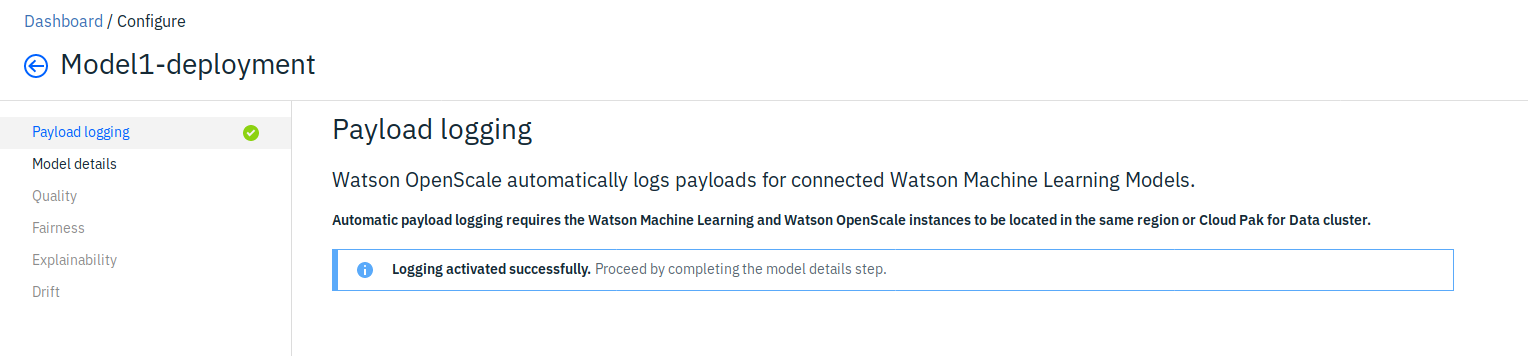 Dashboard / Configure
Model1-deployment
Payload logging
Model details
Quality
Fairness
Explainability
Drift
Payload logging
Watson OpenScale automatically logs payloads for connected Watson Machine Learning Models.
Automatic payload logging requires the Watson Machine Learning and Watson OpenScale instances to be located in the same region or Cloud Pak for Data cluster.
Logging activated successfully. Proceed by completing the model details step.